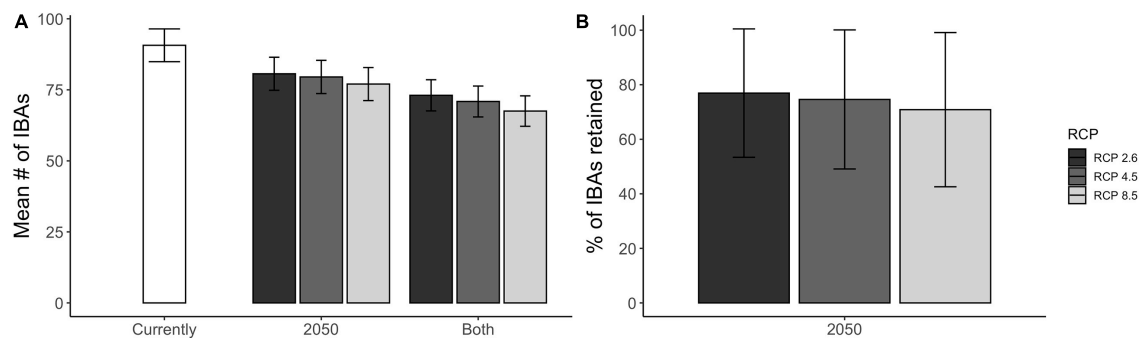 A
Mean # of IBAs
100
75
50
25
0
Currently
2050
Both
B
% of IBAs retained
100
80
60
40
20
0
2050
RCP
RCP 2.6
RCP 4.5
RCP 8.5